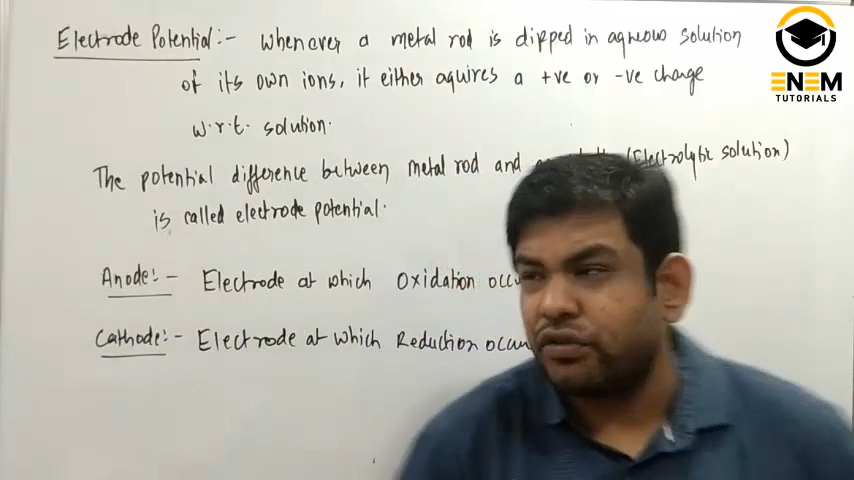 Electrode Potential:- Whenever a metal rod is dipped in aqueous solution
of its own ions, it either aquires a +ve or -ve charge
w.r.t. solution.
The potential difference between metal rod and (Electrolytic solution)
is called electrode potential.
Anode:- Electrode at which Oxidation
Cathode:- Electrode at which Reduction
ENEM
TUTORIALS